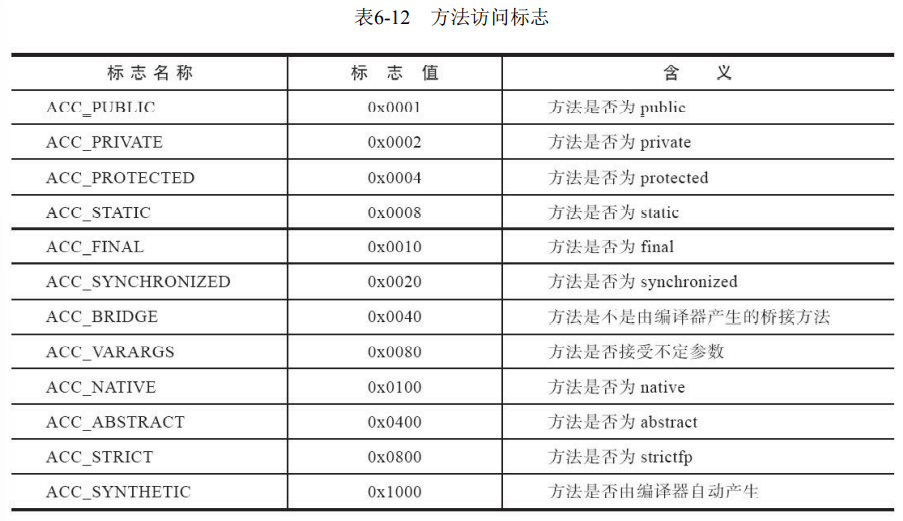 表6-12 方法访问标志
标志名称 标志值 含义
ACC_PUBLIC 0x0001 方法是否为 public
ACC_PRIVATE 0x0002 方法是否为 private
ACC_PROTECTED 0x0004 方法是否为 protected
ACC_STATIC 0x0008 方法是否为 static
ACC_FINAL 0x0010 方法是否为 final
ACC_SYNCHRONIZED 0x0020 方法是否为 synchronized
ACC_BRIDGE 0x0040 方法是不是由编译器产生的桥接方法
ACC_VARARGS 0x0080 方法是否接受不定参数
ACC_NATIVE 0x0100 方法是否为 native
ACC_ABSTRACT 0x0400 方法是否为 abstract
ACC_STRICT 0x0800 方法是否为 strictfp
ACC_SYNTHETIC 0x1000 方法是否由编译器自动产生